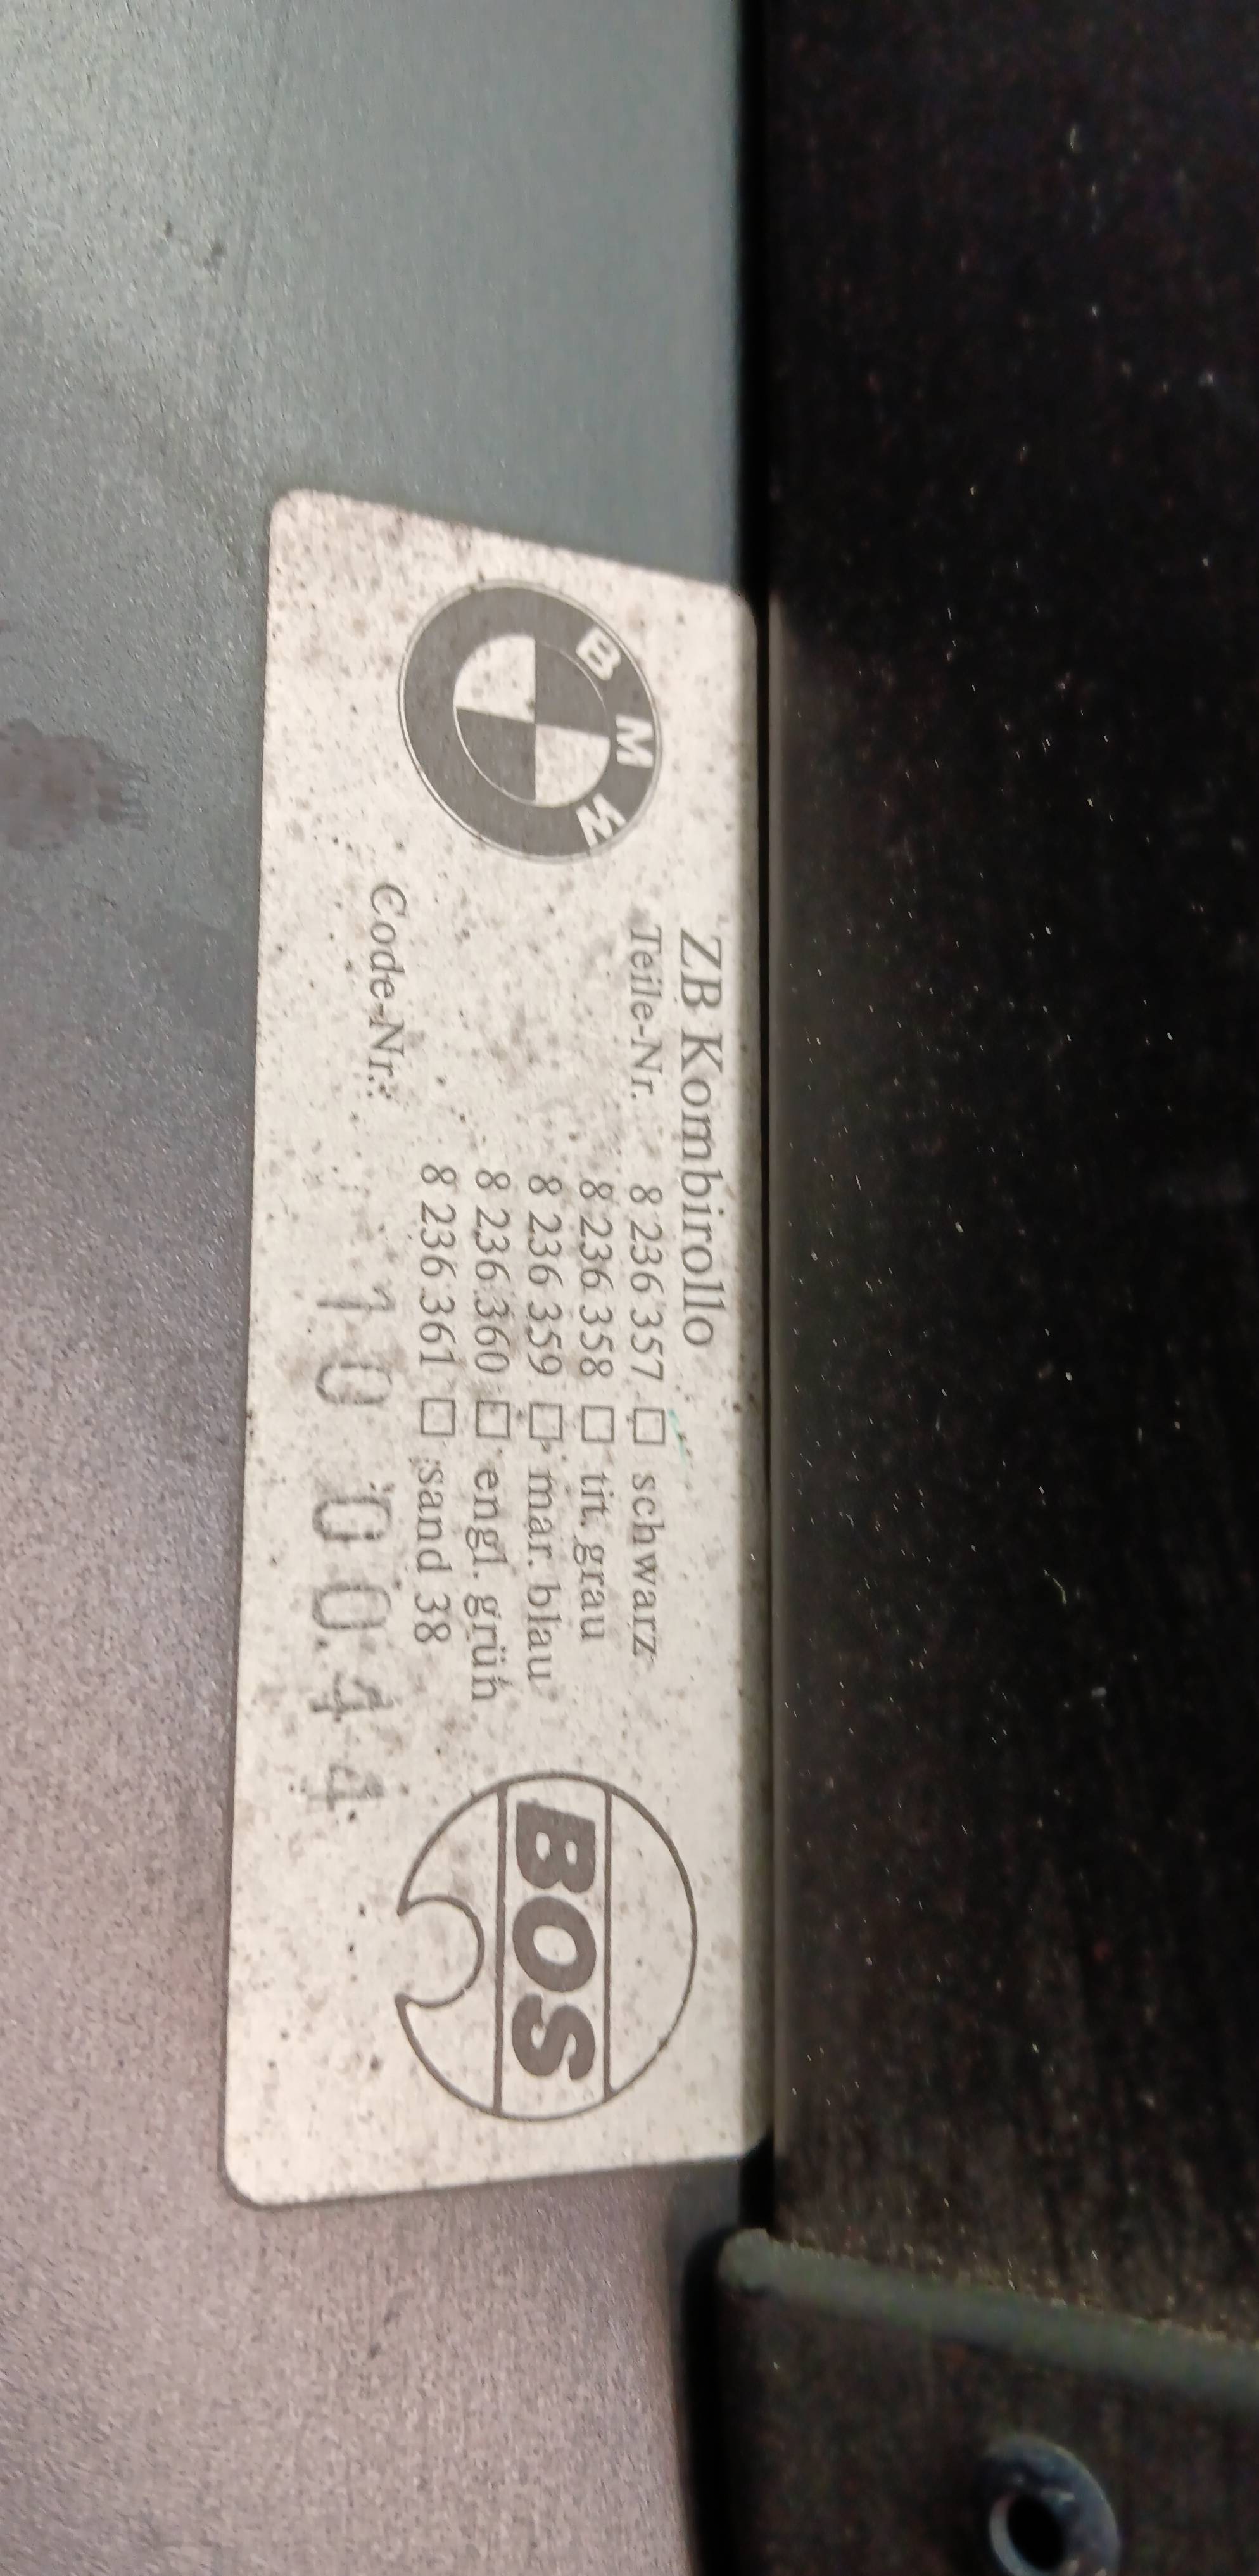 BMW
ZB Kombirollo
Teile-Nr. 8 236 357 □ schwarz
8 236 358 □ tit. grau
8 236 359 □ mar. blau
8 236 360 □ engl. grün
8 236 361 □ sand 38
Code-Nr.: 10 00.44
BOS